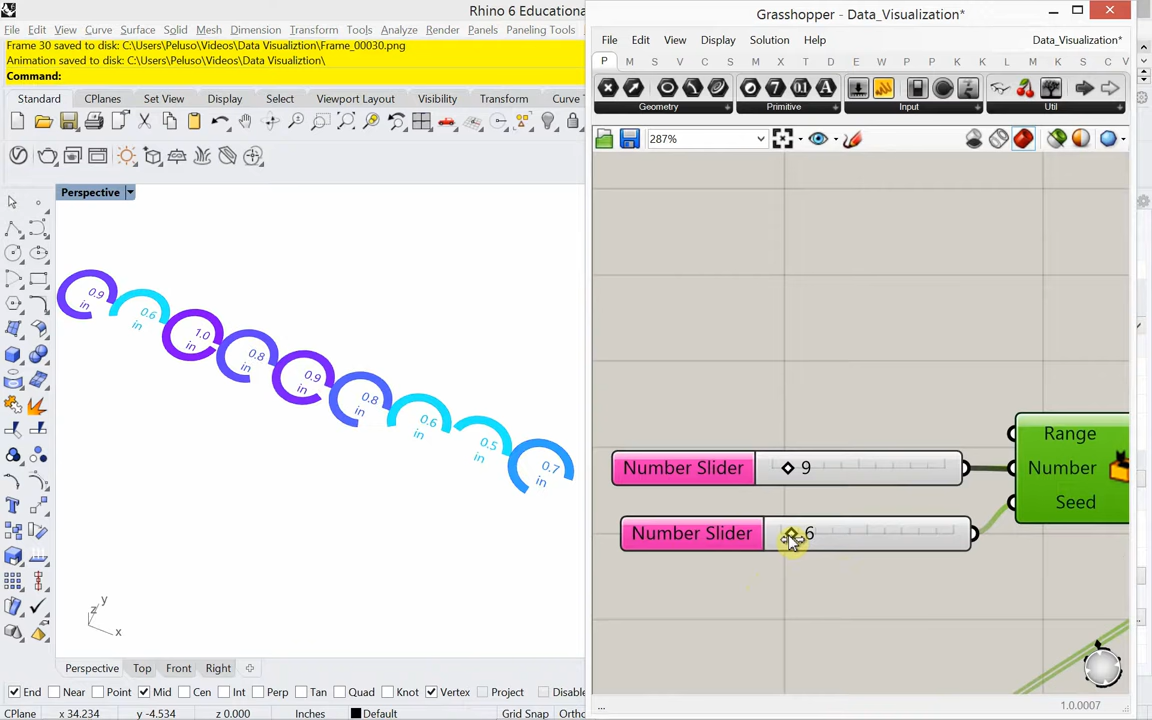 Rhino 6 Educational
File Edit View Curve Surface Solid Mesh Dimension Transform Tools Analyze Render Panels Paneling Tools
Frame 30 saved to disk: C:\Users\Peluso\Videos\Data Visualiztion\Frame_00030.png
Animation saved to disk: C:\Users\Peluso\Videos\Data Visualiztion\
Command:
Standard CPlanes Set View Display Select Viewport Layout Visibility Transform Curve
Perspective
0.9 in
0.6 in
1.0 in
0.8 in
0.9 in
0.8 in
0.6 in
0.5 in
0.7 in
z y x
Perspective Top Front Right
End Near Point Mid Cen Int Perp Tan Quad Knot Vertex Project Disable
CPlane x 34.234 y -4.534 z 0.000 Inches Default Grid Snap Ortho
Grasshopper - Data_Visualization*
File Edit View Display Solution Help Data_Visualization*
P M S V C S M X T D E W M P K K L M A C V
Geometry Primitive Input Util
287%
Range
Number Slider 9 Number
Seed
Number Slider 6
... 1.0.0007